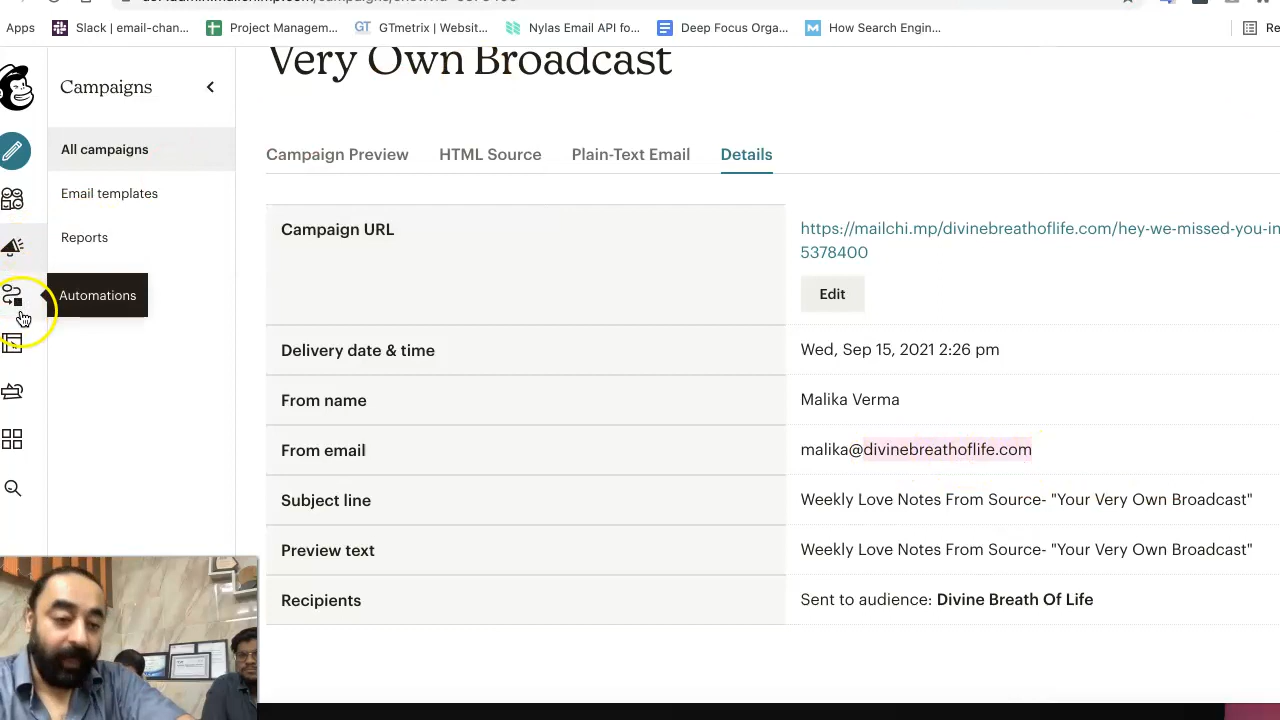 Apps
Slack | email-chan...
Project Managem...
GTmetrix | Websit...
Nylas Email API fo...
Deep Focus Orga...
How Search Engin...
Very Own Broadcast
Campaigns
All campaigns
Email templates
Reports
Automations
Campaign Preview
HTML Source
Plain-Text Email
Details
Campaign URL
https://mailchi.mp/divinebreathoflife.com/hey-we-missed-you-in
5378400
Edit
Delivery date & time
Wed, Sep 15, 2021 2:26 pm
From name
Malika Verma
From email
malika@divinebreathoflife.com
Subject line
Weekly Love Notes From Source- "Your Very Own Broadcast"
Preview text
Weekly Love Notes From Source- "Your Very Own Broadcast"
Recipients
Sent to audience: Divine Breath Of Life